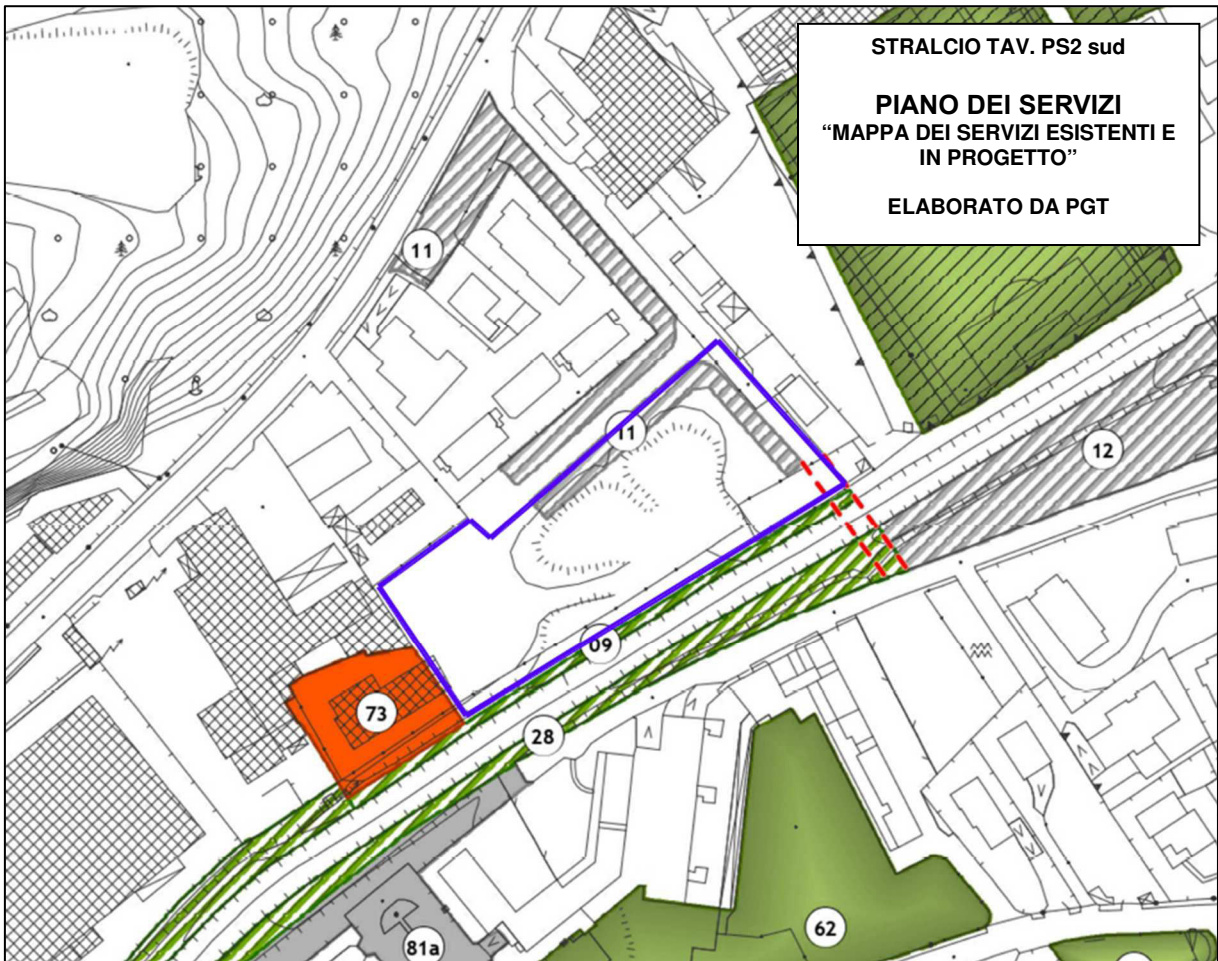 STRALCIO TAV. PS2 sud
PIANO DEI SERVIZI
“MAPPA DEI SERVIZI ESISTENTI E
IN PROGETTO”
ELABORATO DA PGT
11
11
12
09
73
28
62
81a